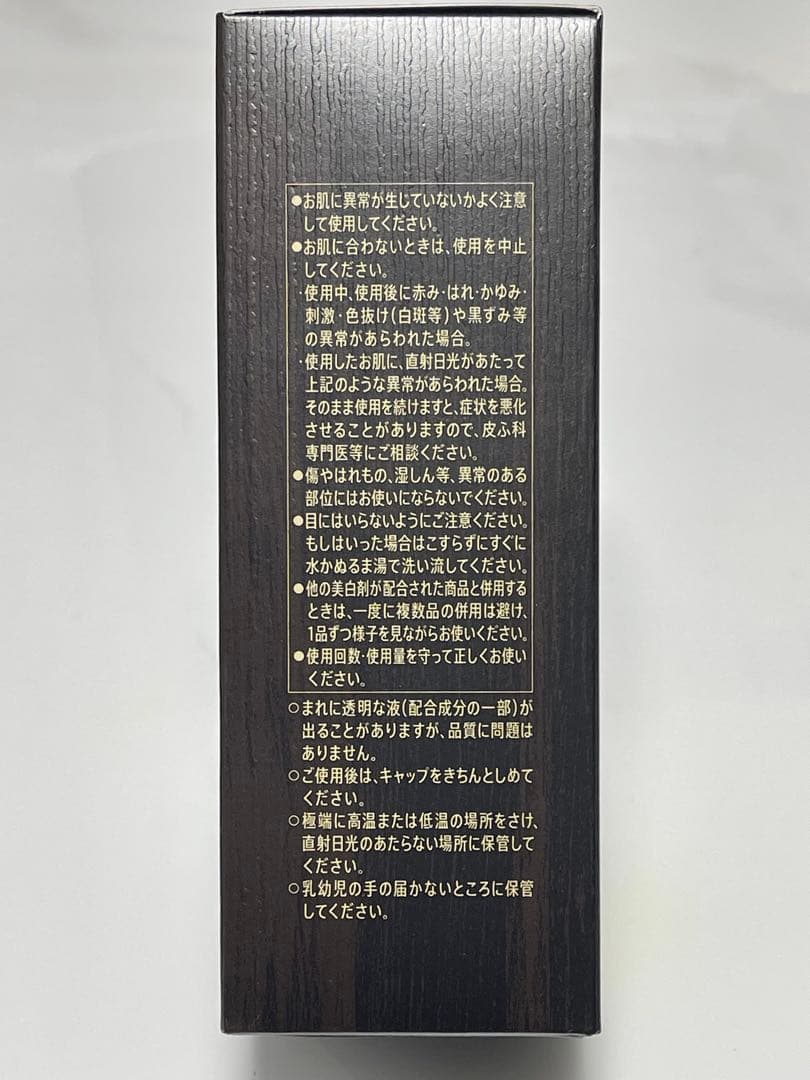 ●お肌に異常が生じていないかよく注意
して使用してください。
●お肌に合わないときは、使用を中止
してください。
・使用中、使用後に赤み・はれ・かゆみ・
刺激・色抜け(白斑等)や黒ずみ等
の異常があらわれた場合。
・使用したお肌に、直射日光があたって
上記のような異常があらわれた場合。
そのまま使用を続けますと、症状を悪化
させることがありますので、皮ふ科
専門医等にご相談ください。
●傷やはれもの、湿しん等、異常のある
部位にはお使いにならないでください。
●目にはいらないようにご注意ください。
もしはいった場合はこすらずにすぐに
水かぬるま湯で洗い流してください。
●他の美白剤が配合された商品と併用する
ときは、一度に複数品の併用は避け、
1品ずつ様子を見ながらお使いください。
●使用回数・使用量を守って正しくお使い
ください。
○まれに透明な液(配合成分の一部)が
出ることがありますが、品質に問題は
ありません。
○ご使用後は、キャップをきちんとしめて
ください。
○極端に高温または低温の場所をさけ、
直射日光のあたらない場所に保管して
ください。
○乳幼児の手の届かないところに保管
してください。